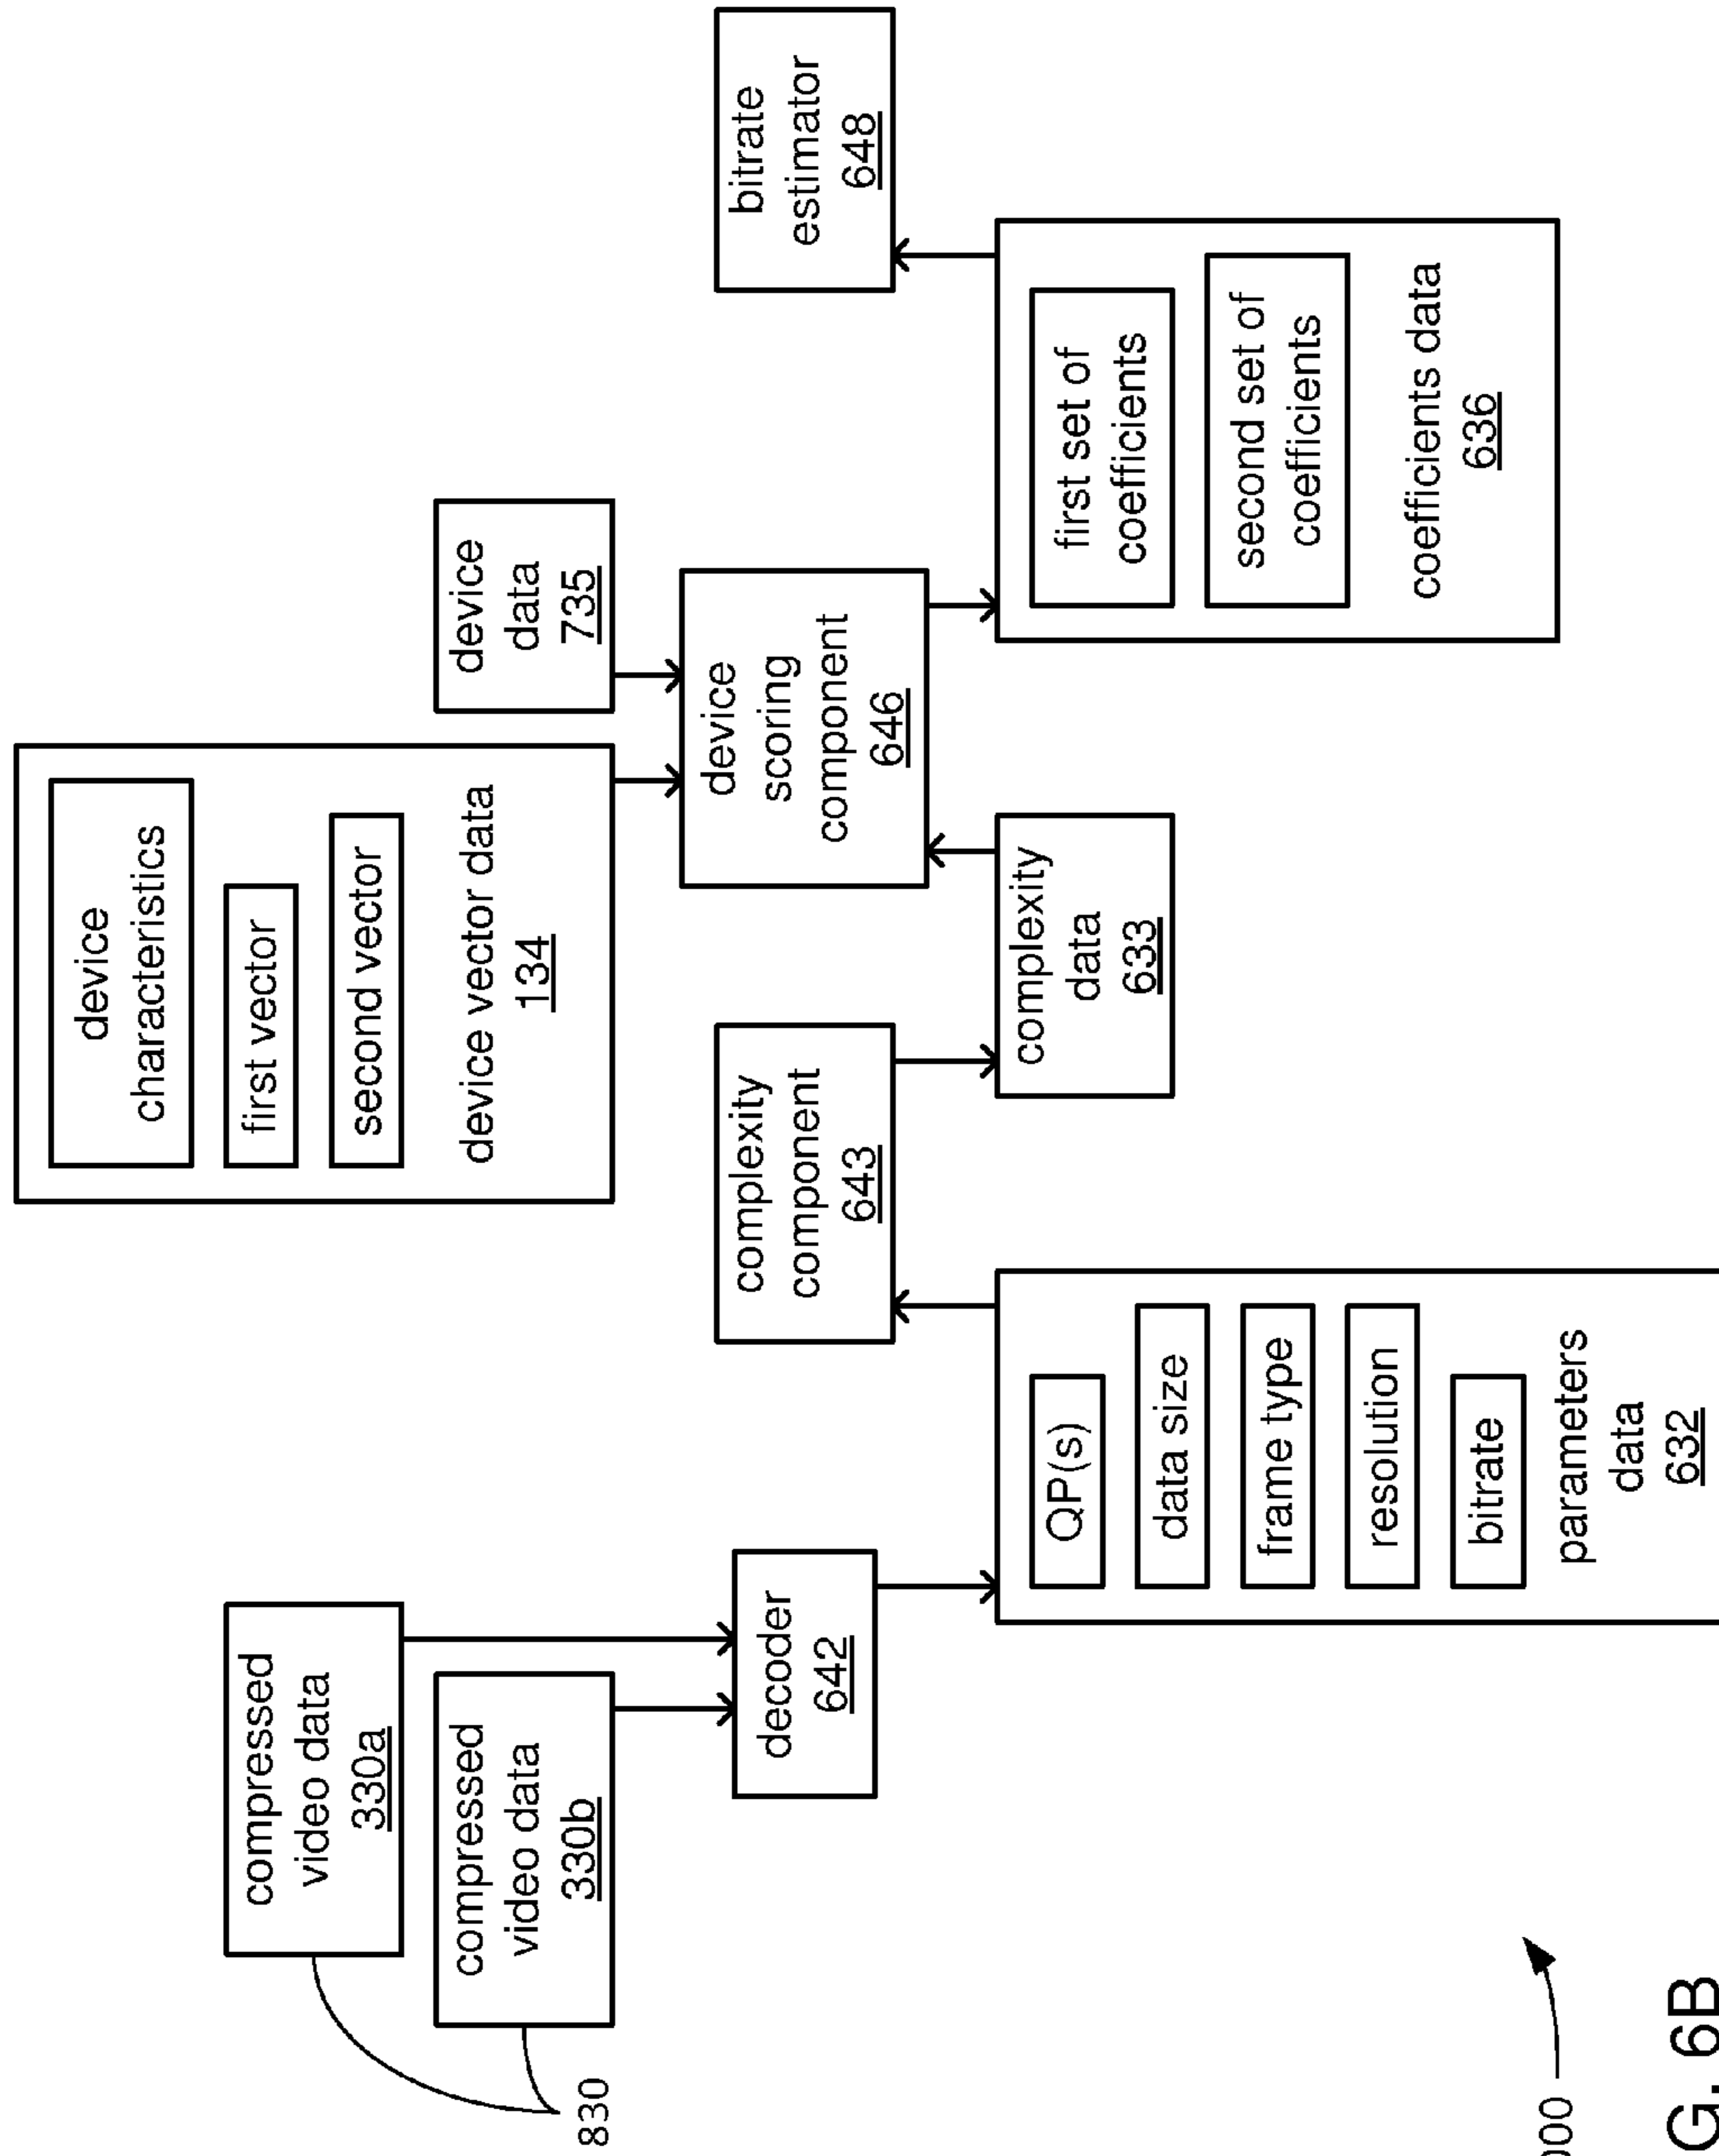 compressed
video data
330a
compressed
video data
330b
830
decoder
642
QP(s)
data size
frame type
resolution
bitrate
parameters
data
632
complexity
component
643
complexity
data
633
device
characteristics
first vector
second vector
device vector data
134
device
data
735
device
scoring
component
646
first set of
coefficients
second set of
coefficients
coefficients data
636
bitrate
estimator
648
000
G. 6B